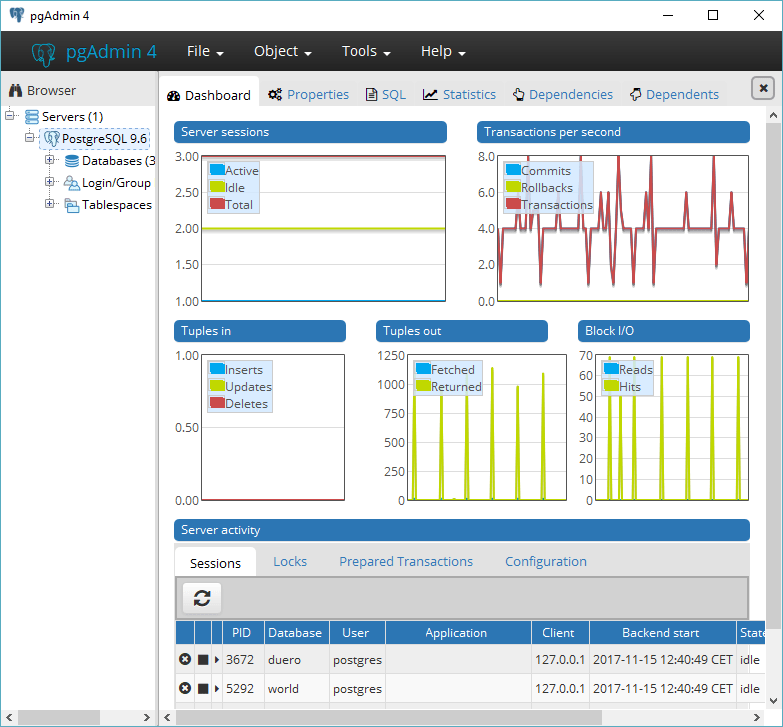 pgAdmin 4
pgAdmin 4 File Object Tools Help
Browser
Dashboard Properties SQL Statistics Dependencies Dependents
Servers (1)
PostgreSQL 9.6
Databases (3
Login/Group
Tablespaces
Server sessions
3.00
2.50
2.00
1.50
1.00
Active
Idle
Total
Transactions per second
8.0
6.0
4.0
2.0
0.0
Commits
Rollbacks
Transactions
Tuples in
1.00
0.50
0.00
Inserts
Updates
Deletes
Tuples out
1250
1000
750
500
250
0
Fetched
Returned
Block I/O
70
60
50
40
30
20
10
0
Reads
Hits
Server activity
Sessions Locks Prepared Transactions Configuration
PID Database User Application Client Backend start State
3672 duero postgres 127.0.0.1 2017-11-15 12:40:49 CET idle
5292 world postgres 127.0.0.1 2017-11-15 12:40:49 CET idle